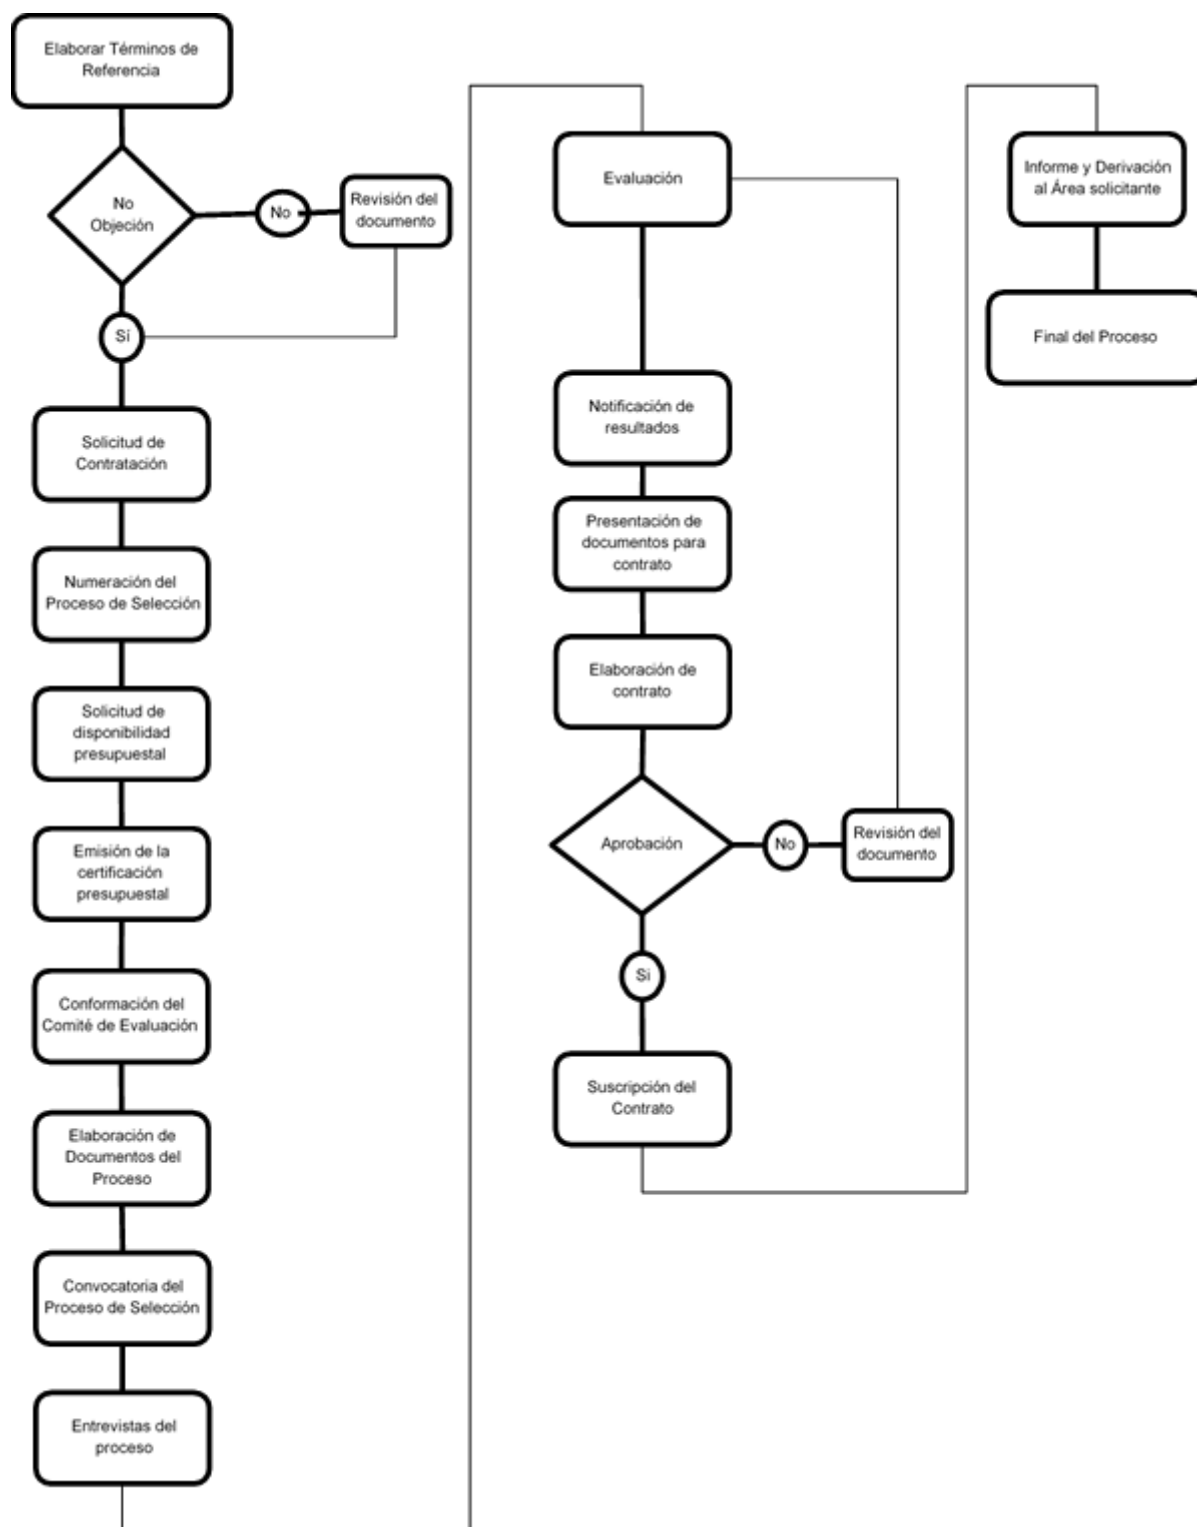 Elaborar Términos de
Referencia
No
Objeción
No
Revisión del
documento
Sí
Solicitud de
Contratación
Numeración del
Proceso de Selección
Solicitud de
disponibilidad
presupuestal
Emisión de la
certificación
presupuestal
Conformación del
Comité de Evaluación
Elaboración de
Documentos del
Proceso
Convocatoria del
Proceso de Selección
Entrevistas del
proceso
Evaluación
Notificación de
resultados
Presentación de
documentos para
contrato
Elaboración de
contrato
Aprobación
No
Revisión del
documento
Si
Suscripción del
Contrato
Informe y Derivación
al Área solicitante
Final del Proceso